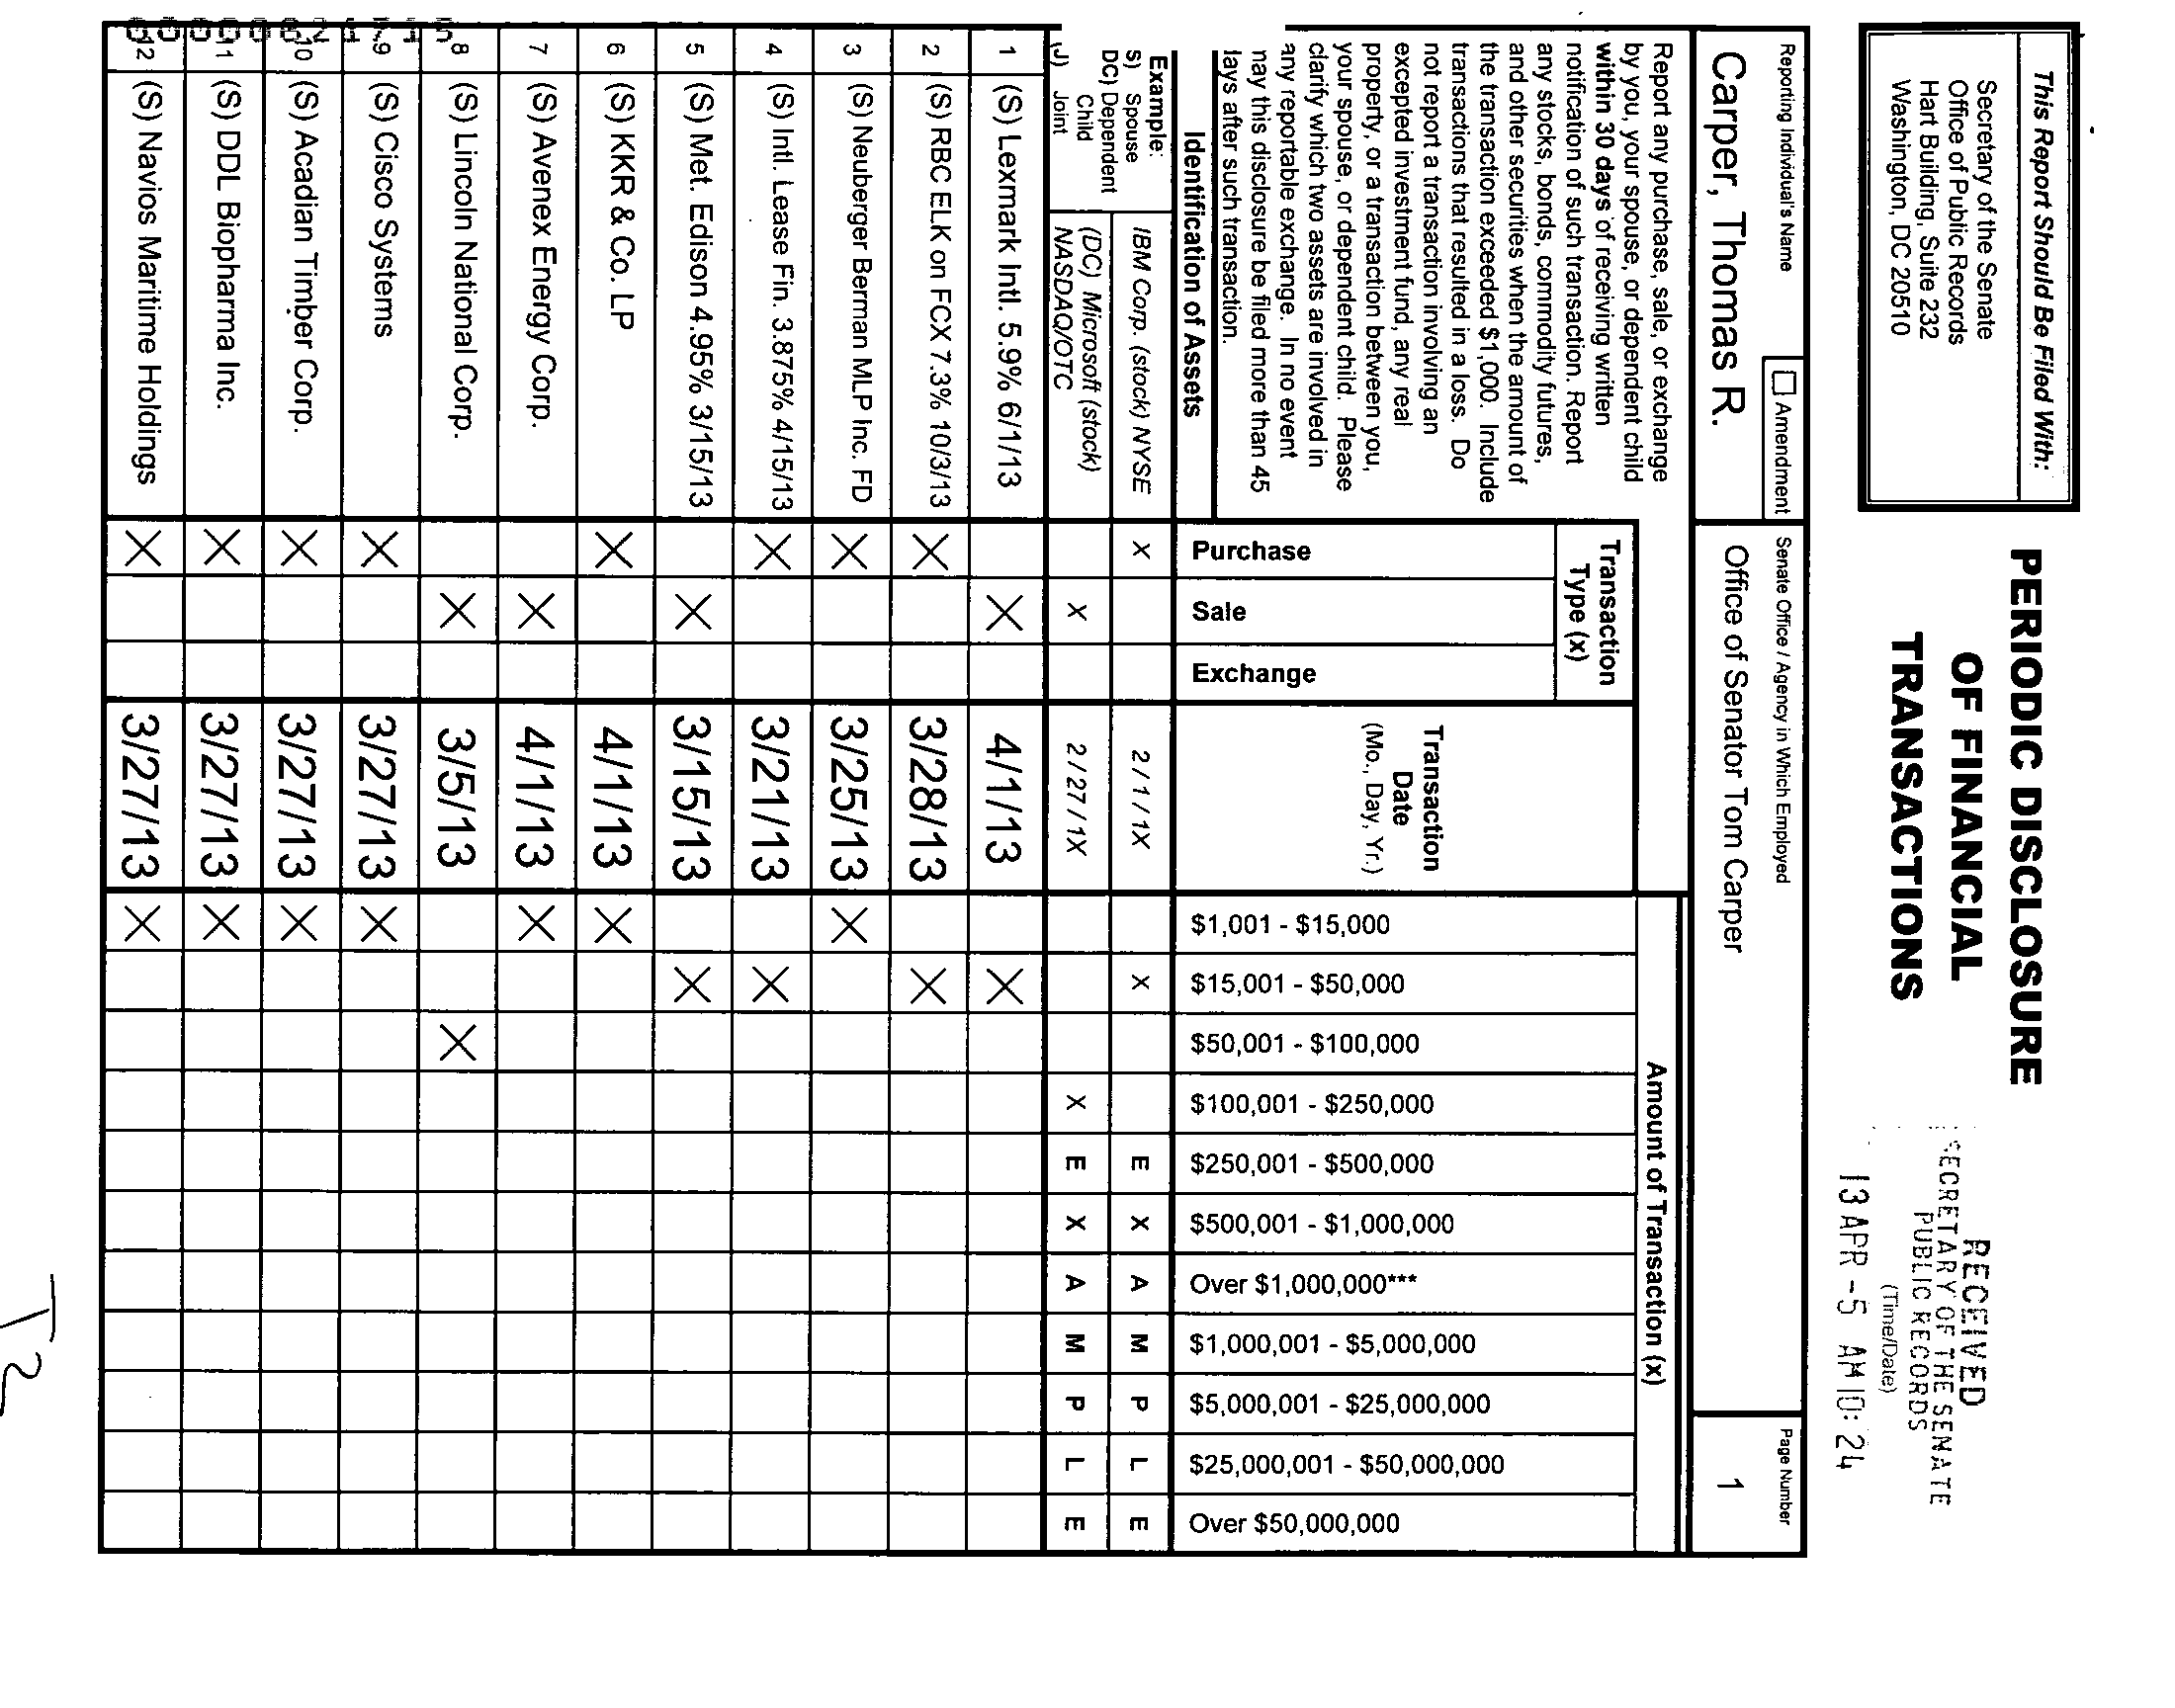 This Report Should Be Filed With:
Secretary of the Senate
Office of Public Records
Hart Building, Suite 232
Washington, DC 20510
PERIODIC DISCLOSURE
OF FINANCIAL
TRANSACTIONS
RECEIVED
SECRETARY OF THE SENATE
PUBLIC RECORDS
(Time/Date)
13 APR -5 AM 10: 24
Reporting Individual's Name
Amendment
Carper, Thomas R.
Senate Office / Agency in Which Employed
Office of Senator Tom Carper
Page Number
1
Report any purchase, sale, or exchange
by you, your spouse, or dependent child
within 30 days of receiving written
notification of such transaction. Report
any stocks, bonds, commodity futures,
and other securities when the amount of
the transaction exceeded $1,000. Include
transactions that resulted in a loss. Do
not report a transaction involving an
excepted investment fund, any real
property, or a transaction between you,
your spouse, or dependent child. Please
clarify which two assets are involved in
any reportable exchange. In no event
may this disclosure be filed more than 45
days after such transaction.
Identification of Assets
Transaction
Type (x)
Purchase
Sale
Exchange
Transaction
Date
(Mo., Day, Yr.)
Amount of Transaction (x)
$1,001 - $15,000
$15,001 - $50,000
$50,001 - $100,000
$100,001 - $250,000
$250,001 - $500,000
$500,001 - $1,000,000
Over $1,000,000***
$1,000,001 - $5,000,000
$5,000,001 - $25,000,000
$25,000,001 - $50,000,000
Over $50,000,000
Example:
S) Spouse
DC) Dependent
Child
(J) Joint
IBM Corp. (stock) NYSE X 2 / 1 / 1X X E X A M P L E
(DC) Microsoft (stock)
NASDAQ/OTC X 2 / 27 / 1X X E X A M P L E
1 (S) Lexmark Intl. 5.9% 6/1/13 X 4/1/13 X
2 (S) RBC ELK on FCX 7.3% 10/3/13 X 3/28/13 X
3 (S) Neuberger Berman MLP Inc. FD X 3/25/13 X
4 (S) Intl. Lease Fin. 3.875% 4/15/13 X 3/21/13 X
5 (S) Met. Edison 4.95% 3/15/13 X 3/15/13 X
6 (S) KKR & Co. LP X 4/1/13 X
7 (S) Avenex Energy Corp. X 4/1/13 X
8 (S) Lincoln National Corp. X 3/5/13 X
9 (S) Cisco Systems X 3/27/13 X
10 (S) Acadian Timber Corp. X 3/27/13 X
11 (S) DDL Biopharma Inc. X 3/27/13 X
12 (S) Navios Maritime Holdings X 3/27/13 X